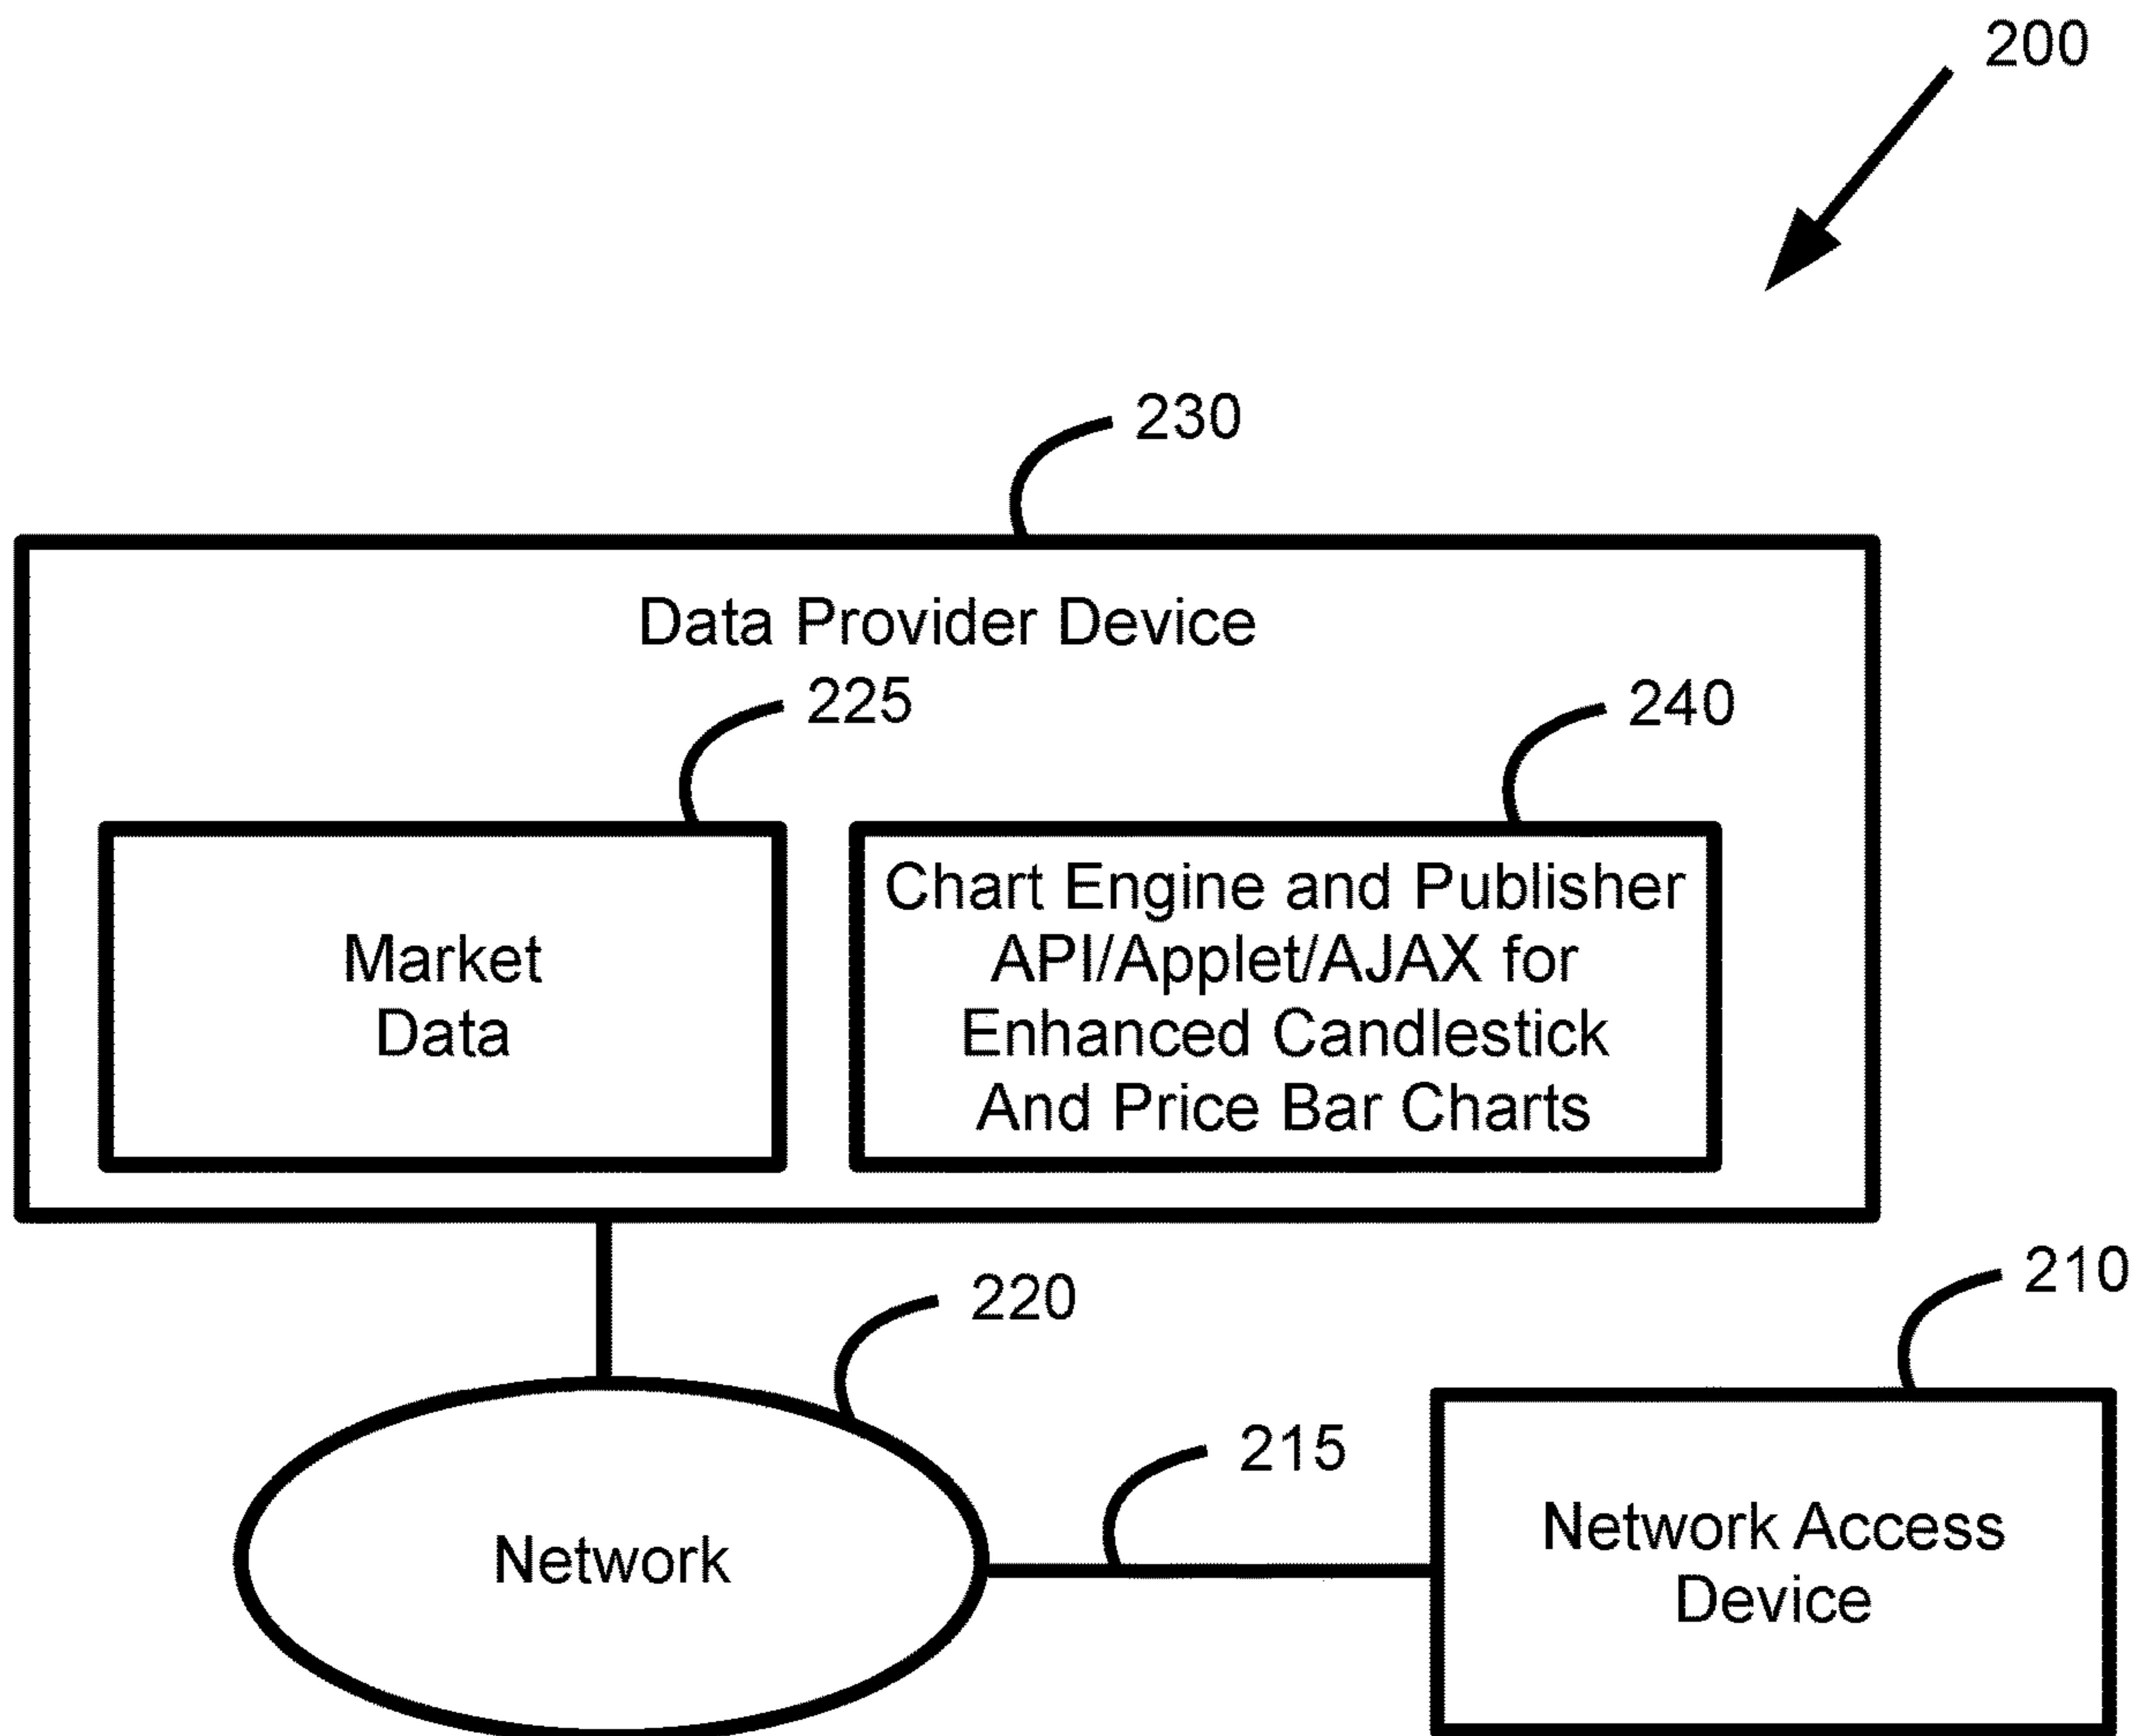 200
230
Data Provider Device
225
240
Market
Data
Chart Engine and Publisher
API/Applet/AJAX for
Enhanced Candlestick
And Price Bar Charts
220
210
215
Network
Network Access
Device